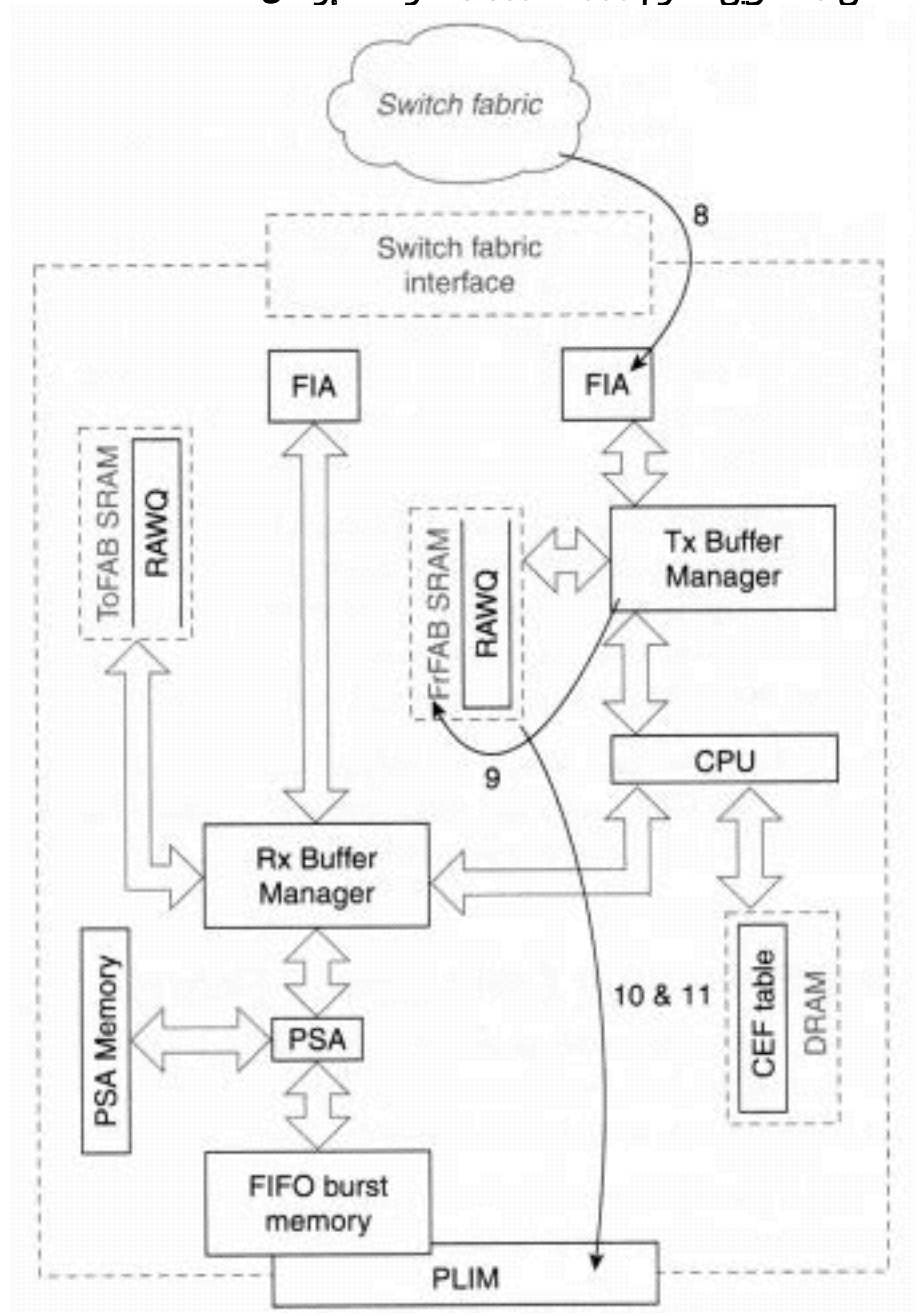 Switch fabric
8
Switch fabric
interface
FIA
FIA
ToFAB SRAM
RAWQ
FrFAB SRAM
RAWQ
Tx Buffer
Manager
9
CPU
Rx Buffer
Manager
PSA Memory
PSA
10 & 11
CEF table
DRAM
FIFO burst
memory
PLIM